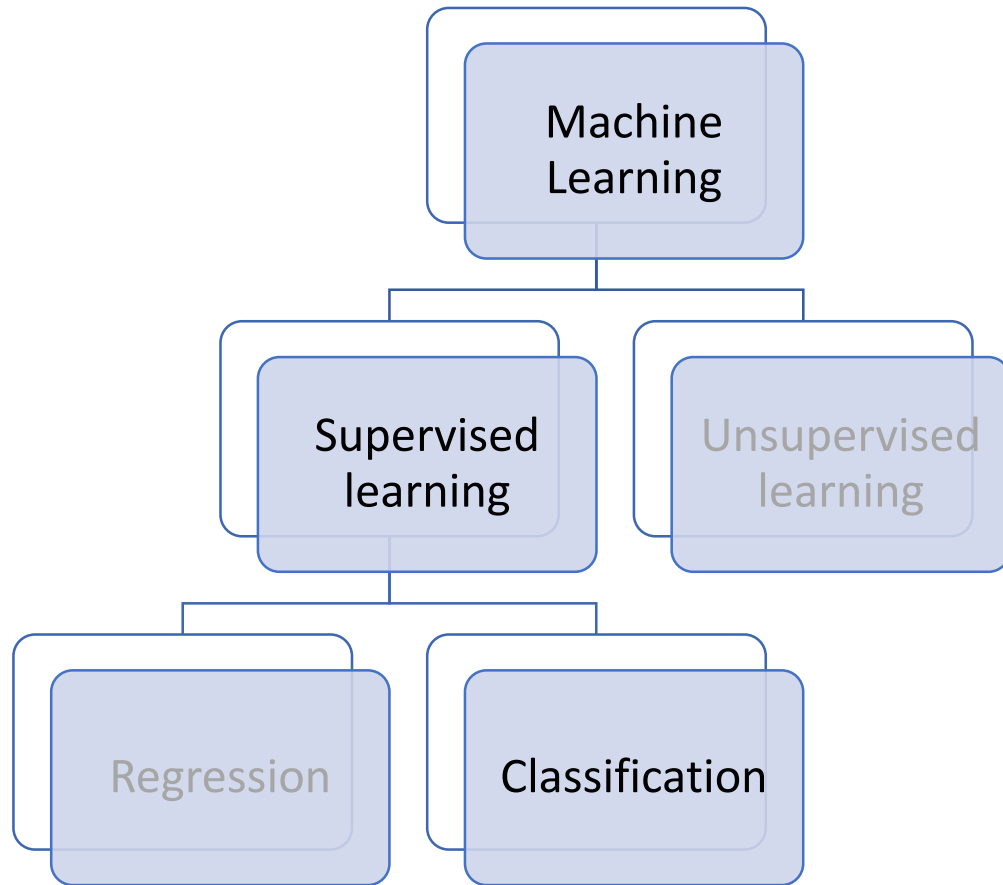 Machine
Learning
Supervised
learning
Unsupervised
learning
Regression
Classification